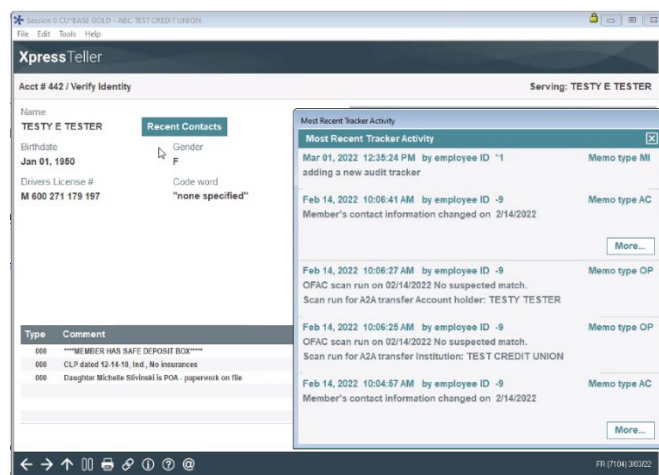 Session 0 CU*BASE GOLD - ABC TEST CREDIT UNION
File Edit Tools Help
XpressTeller
Acct # 442 / Verify Identity
Serving: TESTY E TESTER
Name
TESTY E TESTER
Recent Contacts
Birthdate
Gender
Jan 01, 1950
F
Drivers License #
Code word
M 600 271 179 197
"none specified"
Type Comment
000 ****MEMBER HAS SAFE DEPOSIT BOX*****
000 CLP dated 12-14-10, Ind., No insurances
000 Daughter Michelle Slivinski is POA - paperwork on file
Most Recent Tracker Activity
Most Recent Tracker Activity
Mar 01, 2022 12:35:24 PM by employee ID *1 Memo type MI
adding a new audit tracker
Feb 14, 2022 10:06:41 AM by employee ID -9 Memo type AC
Member's contact information changed on 2/14/2022
More...
Feb 14, 2022 10:06:27 AM by employee ID -9 Memo type OP
OFAC scan run on 02/14/2022 No suspected match.
Scan run for A2A transfer Account holder: TESTY TESTER
Feb 14, 2022 10:06:25 AM by employee ID -9 Memo type OP
OFAC scan run on 02/14/2022 No suspected match.
Scan run for A2A transfer Institution: TEST CREDIT UNION
Feb 14, 2022 10:04:57 AM by employee ID -9 Memo type AC
Member's contact information changed on 2/14/2022
More...
FR (7104) 3/03/22